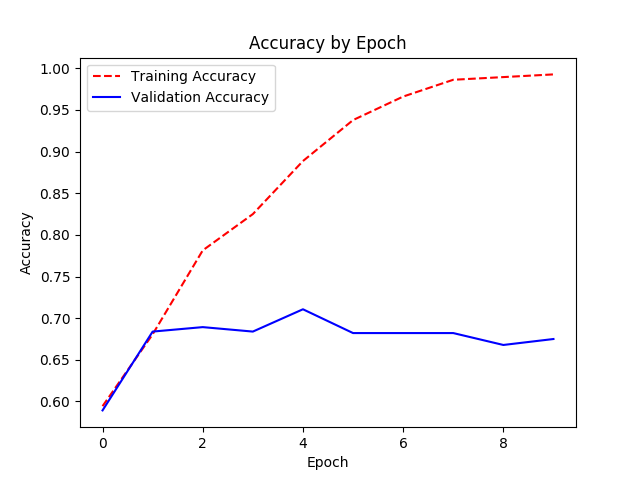 Accuracy by Epoch
Training Accuracy
Validation Accuracy
1.00
0.95
0.90
0.85
0.80
0.75
0.70
0.65
0.60
Accuracy
0 2 4 6 8
Epoch